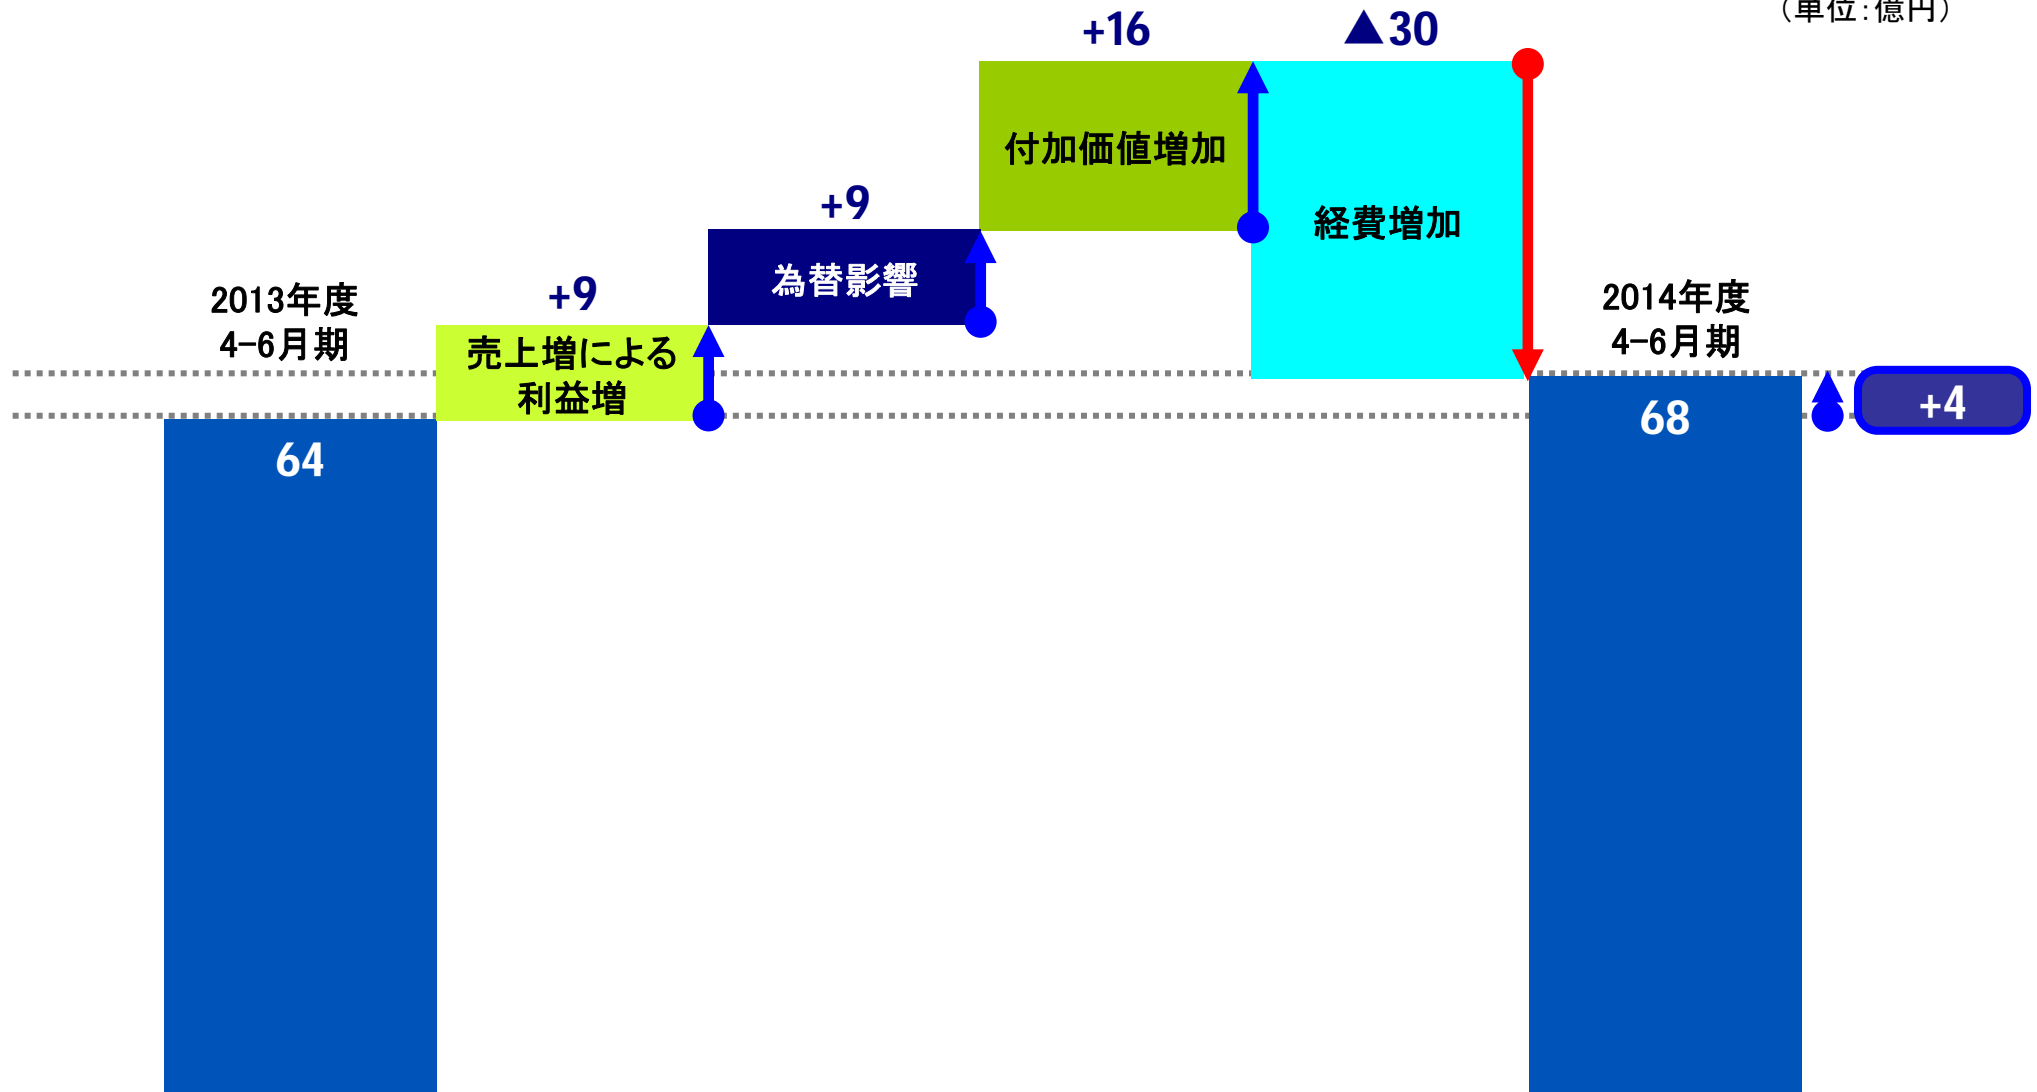 （単位：億円）
+16
▲30
付加価値増加
+9
経費増加
為替影響
+9
2013年度
4-6月期
2014年度
4-6月期
売上増による
利益増
+4
68
64